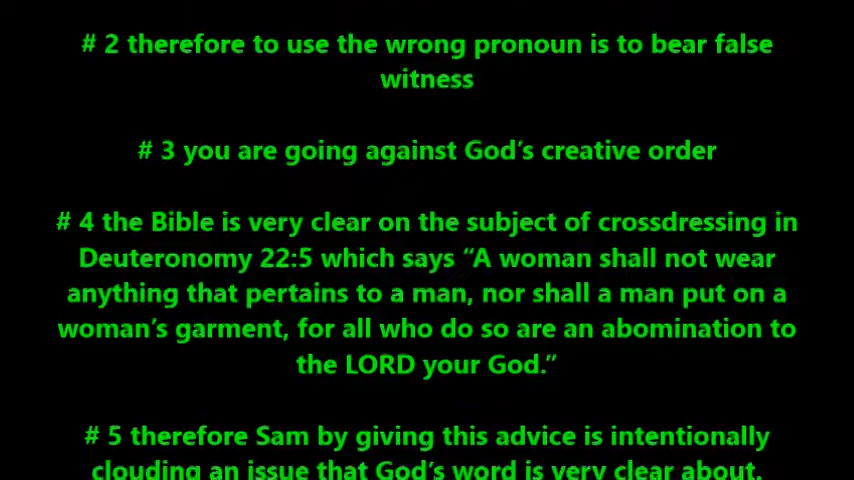 # 2 therefore to use the wrong pronoun is to bear false
witness
# 3 you are going against God’s creative order
# 4 the Bible is very clear on the subject of crossdressing in
Deuteronomy 22:5 which says “A woman shall not wear
anything that pertains to a man, nor shall a man put on a
woman’s garment, for all who do so are an abomination to
the LORD your God.”
# 5 therefore Sam by giving this advice is intentionally
clouding an issue that God’s word is very clear about.